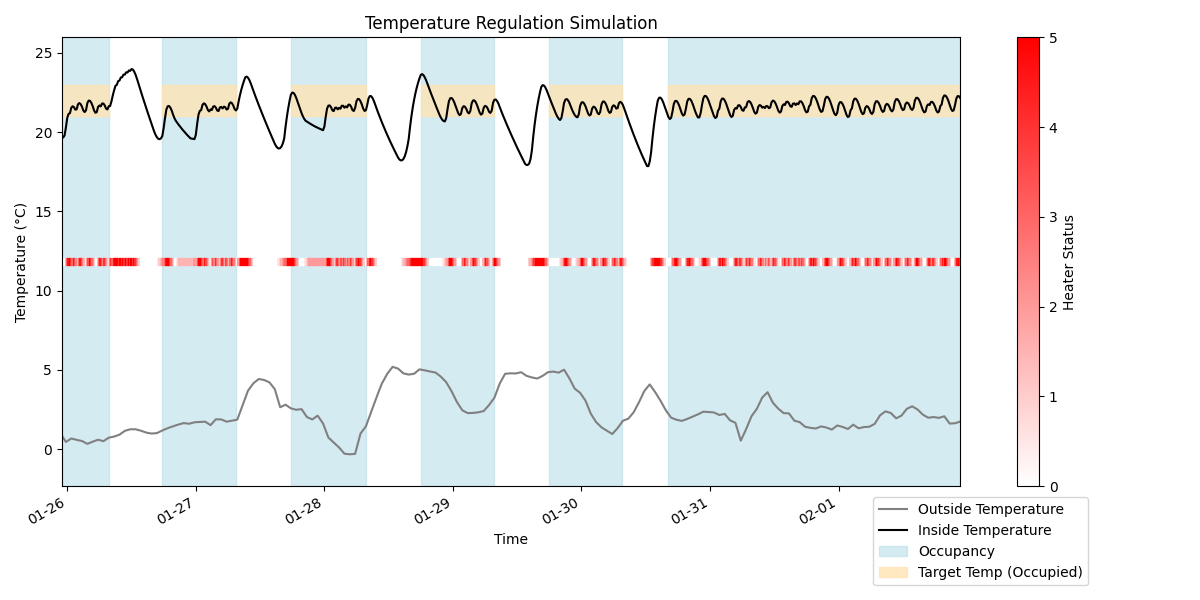 Temperature Regulation Simulation
Temperature (°C)
25
20
15
10
5
0
01-26
01-27
01-28
01-29
01-30
01-31
02-01
Time
5
4
3
2
1
0
Heater Status
Outside Temperature
Inside Temperature
Occupancy
Target Temp (Occupied)